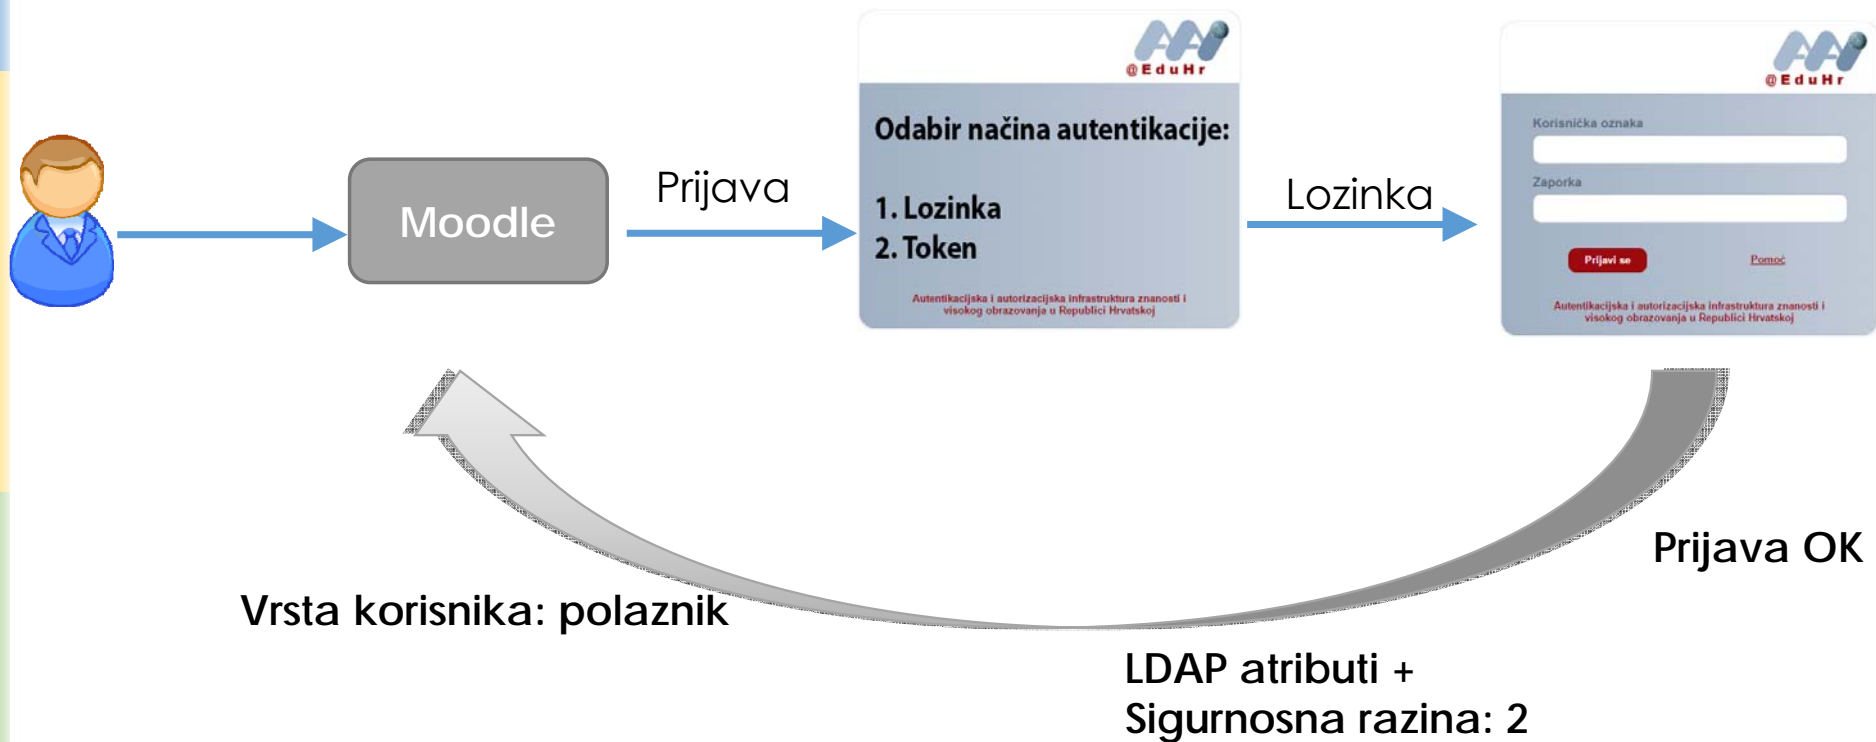 Moodle
Prijava
AAI
@EduHr
Odabir načina autentikacije:
1. Lozinka
2. Token
Autentikacijska i autorizacijska infrastruktura znanosti i
visokog obrazovanja u Republici Hrvatskoj
Lozinka
AAI
@EduHr
Korisnička oznaka
Zaporka
Prijavi se
Pomoć
Autentikacijska i autorizacijska infrastruktura znanosti i
visokog obrazovanja u Republici Hrvatskoj
Prijava OK
Vrsta korisnika: polaznik
LDAP atributi +
Sigurnosna razina: 2